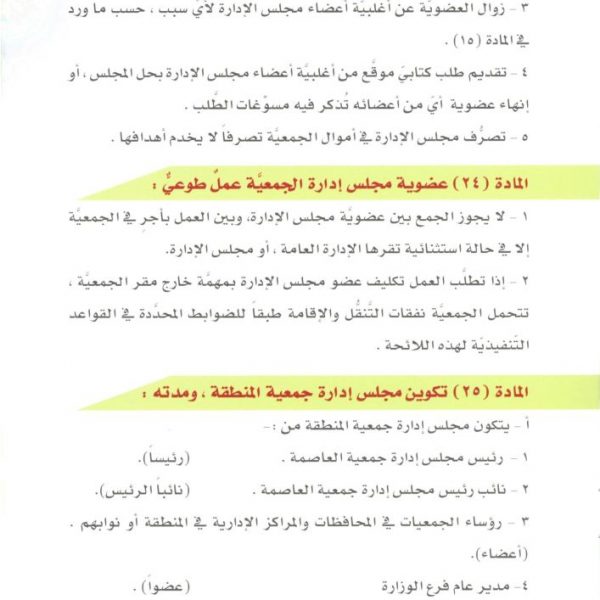 ٣ - زوال العضويَّة عن أغلبيَّة أعضاء مجلس الإدارة لأيّ سبب ، حسب ما ورد
في المادة (١٥) .
٤ - تقديم طلب كتابيَ موقَّع من أغلبيَّة أعضاء مجلس الإدارة بحل المجلس ، أو
إنهاء عضوية أيّ من أعضائه تُذكر فيه مسوِّغات الطَّلب .
٥ - تصرُّف مجلس الإدارة في أموال الجمعيَّة تصرفاً لا يخدم أهدافها .
المادة (٢٤) عضوية مجلس إدارة الجمعيَّة عملٌ طوعيٌّ :
١ - لا يجوز الجمع بين عضويَّة مجلس الإدارة، وبين العمل بأجرٍ في الجمعيَّة
إلا في حالة استثنائية تقرها الإدارة العامة ، أو مجلس الإدارة.
٢ - إذا تطلَّب العمل تكليف عضو مجلس الإدارة بمهمَّة خارج مقر الجمعيَّة ،
تتحمل الجمعيَّة نفقات التَّنقُّل والإقامة طبقاً للضوابط المحدَّدة في القواعد
التَنفيذيَّة لهذه اللائحة .
المادة (٢٥) تكوين مجلس إدارة جمعية المنطقة ، ومدته :
أ - يتكون مجلس إدارة جمعية المنطقة من :-
١ - رئيس مجلس إدارة جمعية العاصمة . (رئيساً).
٢ - نائب رئيس مجلس إدارة جمعية العاصمة . (نائباً الرئيس).
٣ - رؤساء الجمعيات في المحافظات والمراكز الإدارية في المنطقة أو نوابهم .
(أعضاء).
٤- مدير عام فرع الوزارة (عضواً) .